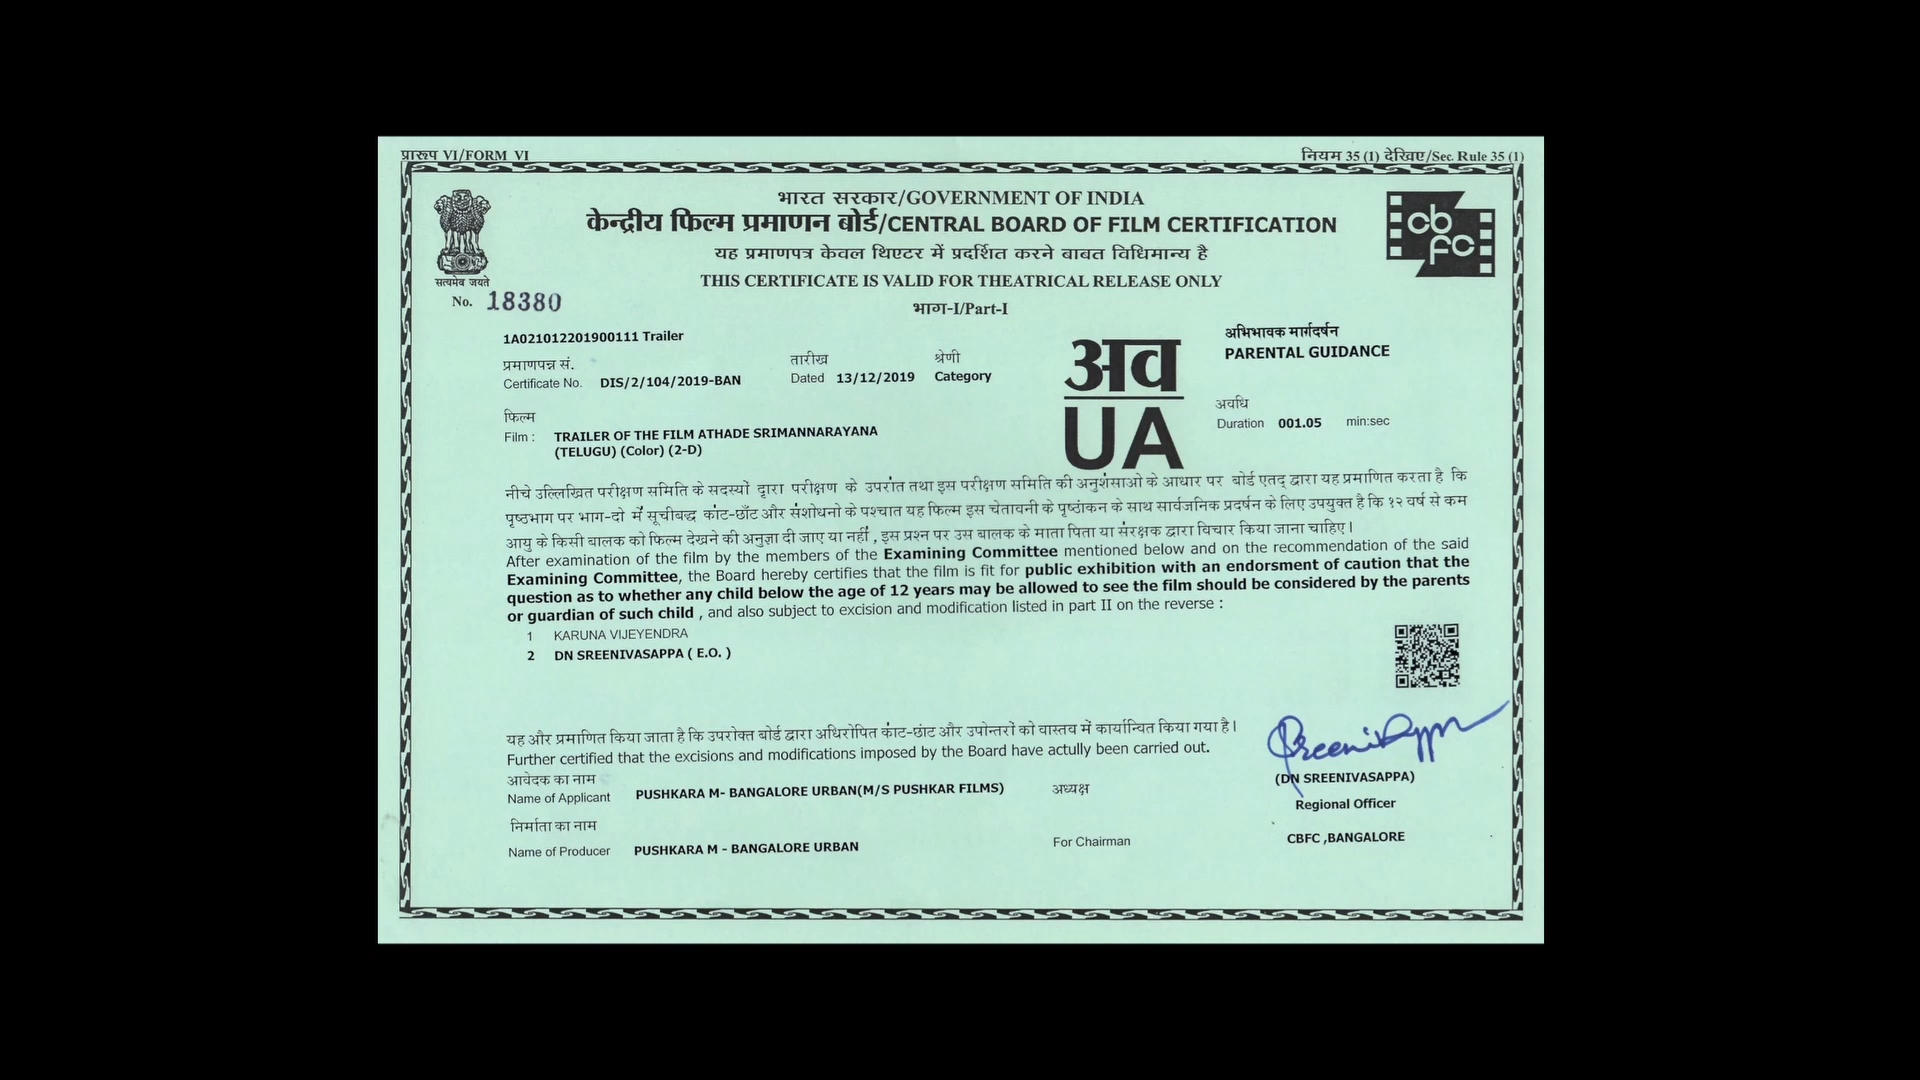 प्रारूप VI/FORM VI
नियम 35 (1) देखिए/Sec. Rule 35 (1)
भारत सरकार/GOVERNMENT OF INDIA
केन्द्रीय फिल्म प्रमाणन बोर्ड/CENTRAL BOARD OF FILM CERTIFICATION
cb
fc
यह प्रमाणपत्र केवल थिएटर में प्रदर्शित करने बाबत विधिमान्य है
THIS CERTIFICATE IS VALID FOR THEATRICAL RELEASE ONLY
सत्यमेव जयते
No. 18380
भाग-I/Part-I
1A021012201900111 Trailer
प्रमाणपन्न सं.
Certificate No. DIS/2/104/2019-BAN
तारीख
Dated 13/12/2019
श्रेणी
Category
अव
UA
अभिभावक मार्गदर्षन
PARENTAL GUIDANCE
अवधि
Duration 001.05 min:sec
फिल्म
Film : TRAILER OF THE FILM ATHADE SRIMANNARAYANA
(TELUGU) (Color) (2-D)
नीचे उल्लिखित परीक्षण समिति के सदस्यों द्वारा परीक्षण के उपरांत तथा इस परीक्षण समिति की अनुशंसाओ के आधार पर बोर्ड एतद् द्वारा यह प्रमाणित करता है कि
पृष्ठभाग पर भाग-दो में सूचीबद्ध कांट-छाँट और संशोधनो के पश्चात यह फिल्म इस चेतावनी के पृष्ठांकन के साथ सार्वजनिक प्रदर्षन के लिए उपयुक्त है कि १२ वर्ष से कम
आयु के किसी बालक को फिल्म देखने की अनुज्ञा दी जाए या नहीं , इस प्रश्न पर उस बालक के माता पिता या संरक्षक द्वारा विचार किया जाना चाहिए।
After examination of the film by the members of the Examining Committee mentioned below and on the recommendation of the said
Examining Committee, the Board hereby certifies that the film is fit for public exhibition with an endorsment of caution that the
question as to whether any child below the age of 12 years may be allowed to see the film should be considered by the parents
or guardian of such child , and also subject to excision and modification listed in part II on the reverse :
1 KARUNA VIJEYENDRA
2 DN SREENIVASAPPA ( E.O. )
यह और प्रमाणित किया जाता है कि उपरोक्त बोर्ड द्वारा अधिरोपित कांट-छांट और उपोन्तरों को वास्तव में कार्यान्वित किया गया है।
Further certified that the excisions and modifications imposed by the Board have actully been carried out.
आवेदक का नाम
Name of Applicant PUSHKARA M- BANGALORE URBAN(M/S PUSHKAR FILMS)
अध्यक्ष
निर्माता का नाम
Name of Producer PUSHKARA M - BANGALORE URBAN
For Chairman
(DN SREENIVASAPPA)
Regional Officer
CBFC ,BANGALORE